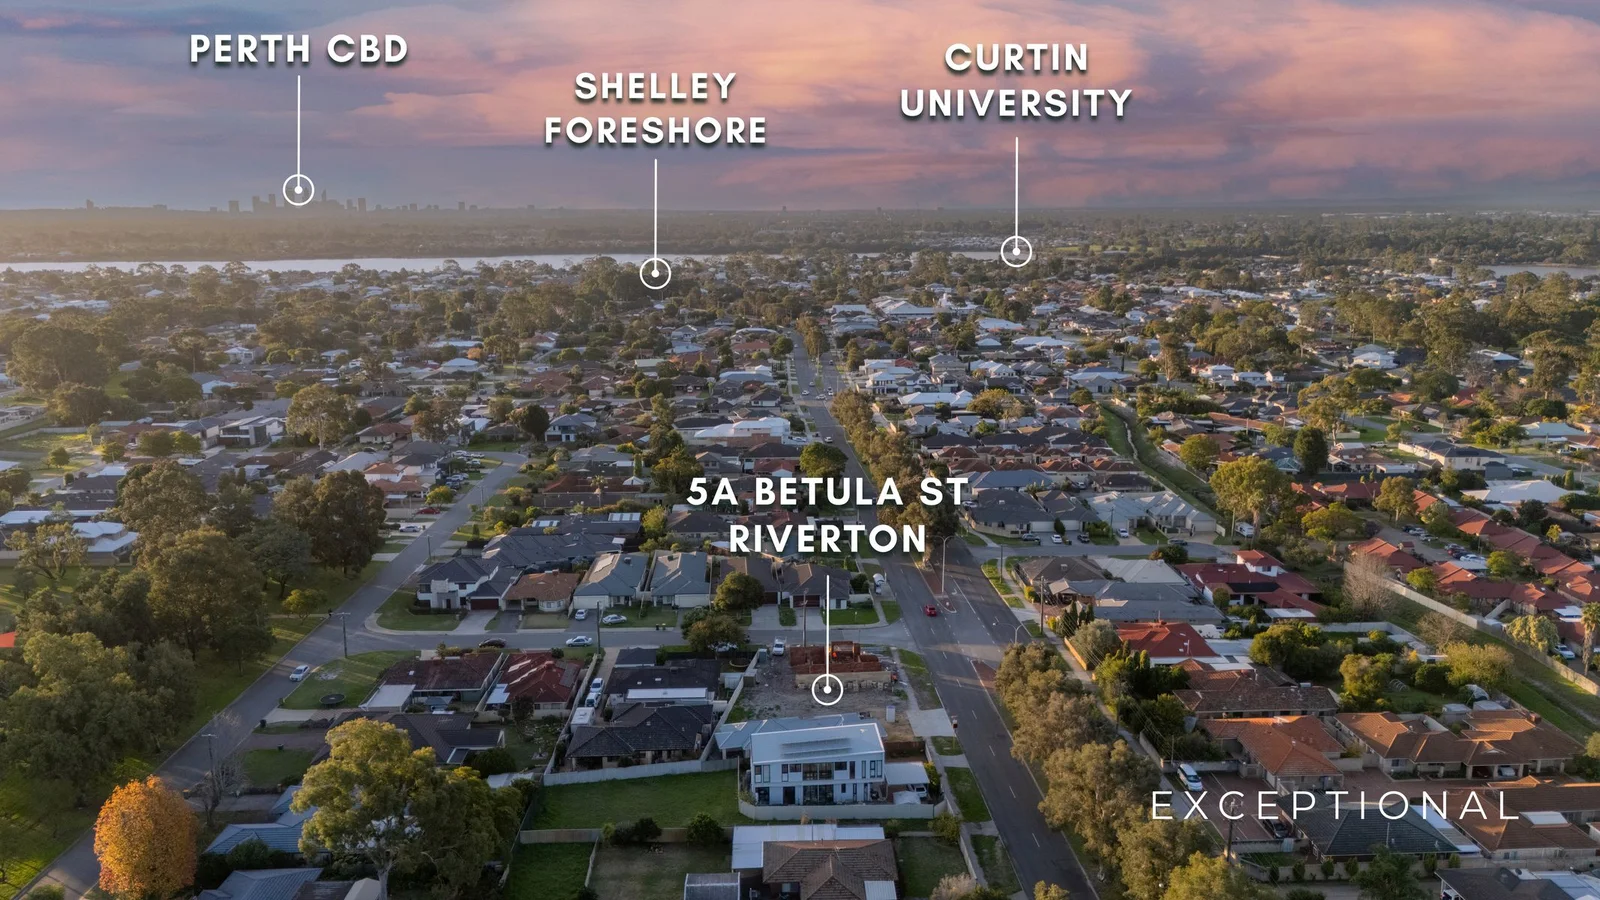 PERTH CBD
SHELLEY
FORESHORE
CURTIN
UNIVERSITY
5A BETULA ST
RIVERTON
EXCEPTIONAL